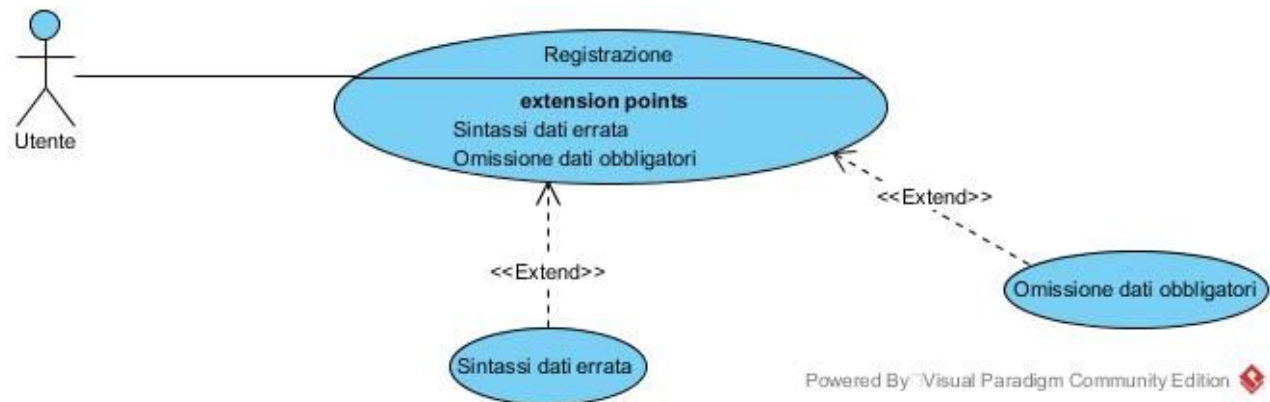 Registrazione
extension points
Sintassi dati errata
Omissione dati obbligatori
Utente
<<Extend>>
<<Extend>>
Omissione dati obbligatori
Sintassi dati errata
Powered By Visual Paradigm Community Edition